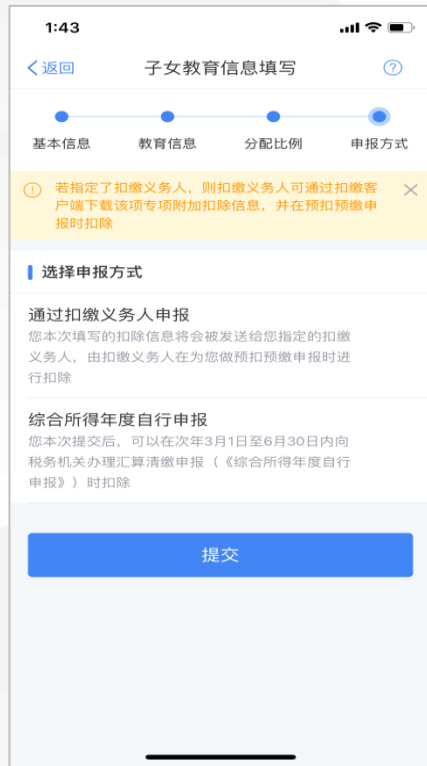 1:43
返回 子女教育信息填写
基本信息 教育信息 分配比例 申报方式
若指定了扣缴义务人，则扣缴义务人可通过扣缴客
户端下载该项专项附加扣除信息，并在预扣预缴申
报时扣除
选择申报方式
通过扣缴义务人申报
您本次填写的扣除信息将会被发送给您指定的扣缴
义务人，由扣缴义务人在为您做预扣预缴申报时进
行扣除
综合所得年度自行申报
您本次提交后，可以在次年3月1日至6月30日内向
税务机关办理汇算清缴申报（《综合所得年度自行
申报》）时扣除
提交